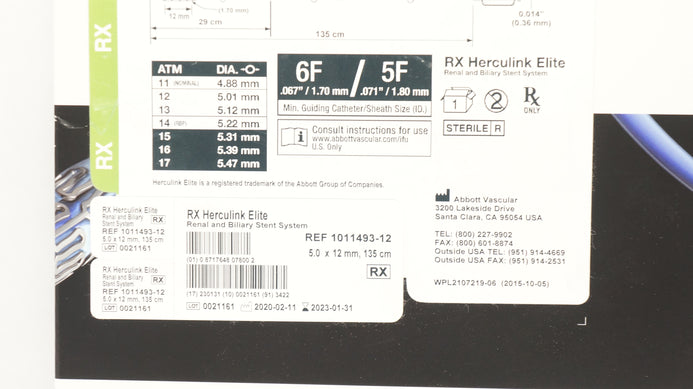 RX
RX
(1.19 mm)
12 mm
29 cm
135 cm
0.014"
(0.36 mm)
ATM DIA.
11 (NOMINAL) 4.88 mm
12 5.01 mm
13 5.12 mm
14 (RBP) 5.22 mm
15 5.31 mm
16 5.39 mm
17 5.47 mm
6F / 5F
.067" / 1.70 mm .071" / 1.80 mm
Min. Guiding Catheter/Sheath Size (ID.)
i Consult instructions for use
www.abbottvascular.com/ifu
U.S. Only
RX Herculink Elite
Renal and Biliary Stent System
1 2 Rx
ONLY
STERILE R
Herculink Elite is a registered trademark of the Abbott Group of Companies.
RX Herculink Elite
Renal and Biliary
Stent System RX
REF 1011493-12
5.0 x 12 mm, 135 cm
LOT 0021161
RX Herculink Elite
Renal and Biliary
Stent System RX
REF 1011493-12
5.0 x 12 mm, 135 cm
LOT 0021161
RX Herculink Elite
Renal and Biliary Stent System
REF 1011493-12
(01) 0 8717648 07800 2
5.0 x 12 mm, 135 cm
RX
(17) 230131 (10) 0021161 (91) 3422
LOT 0021161 2020-02-11 2023-01-31
Abbott Vascular
3200 Lakeside Drive
Santa Clara, CA 95054 USA
TEL: (800) 227-9902
FAX: (800) 601-8874
Outside USA TEL: (951) 914-4669
Outside USA FAX: (951) 914-2531
WPL2107219-06 (2015-10-05)